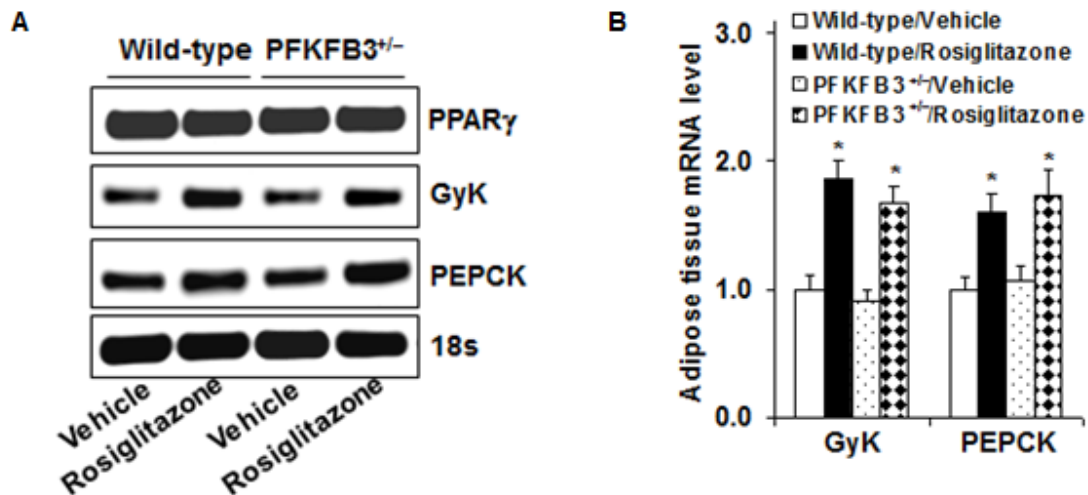 A
Wild-type PFKFB3+/–
PPARγ
GyK
PEPCK
18s
Vehicle
Rosiglitazone
Vehicle
Rosiglitazone
B
Adipose tissue mRNA level
3.0
2.0
1.0
0.0
Wild-type/Vehicle
Wild-type/Rosiglitazone
PFKFB3+/-/Vehicle
PFKFB3+/-/Rosiglitazone
* * * *
GyK PEPCK